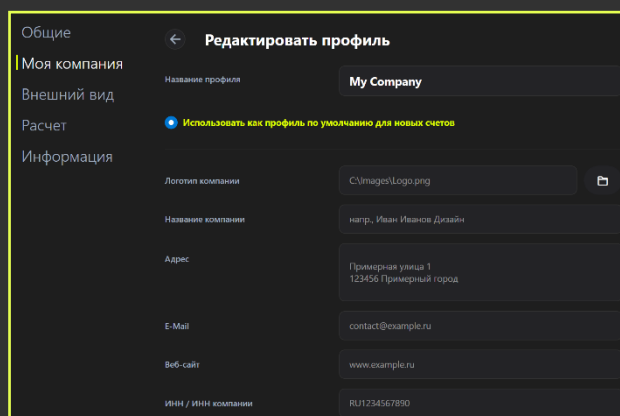 Общие
Моя компания
Внешний вид
Расчет
Информация
Редактировать профиль
Название профиля
My Company
Использовать как профиль по умолчанию для новых счетов
Логотип компании
C:\Images\Logo.png
Название компании
напр., Иван Иванов Дизайн
Адрес
Примерная улица 1
123456 Примерный город
E-Mail
contact@example.ru
Веб-сайт
www.example.ru
ИНН / ИНН компании
RU1234567890